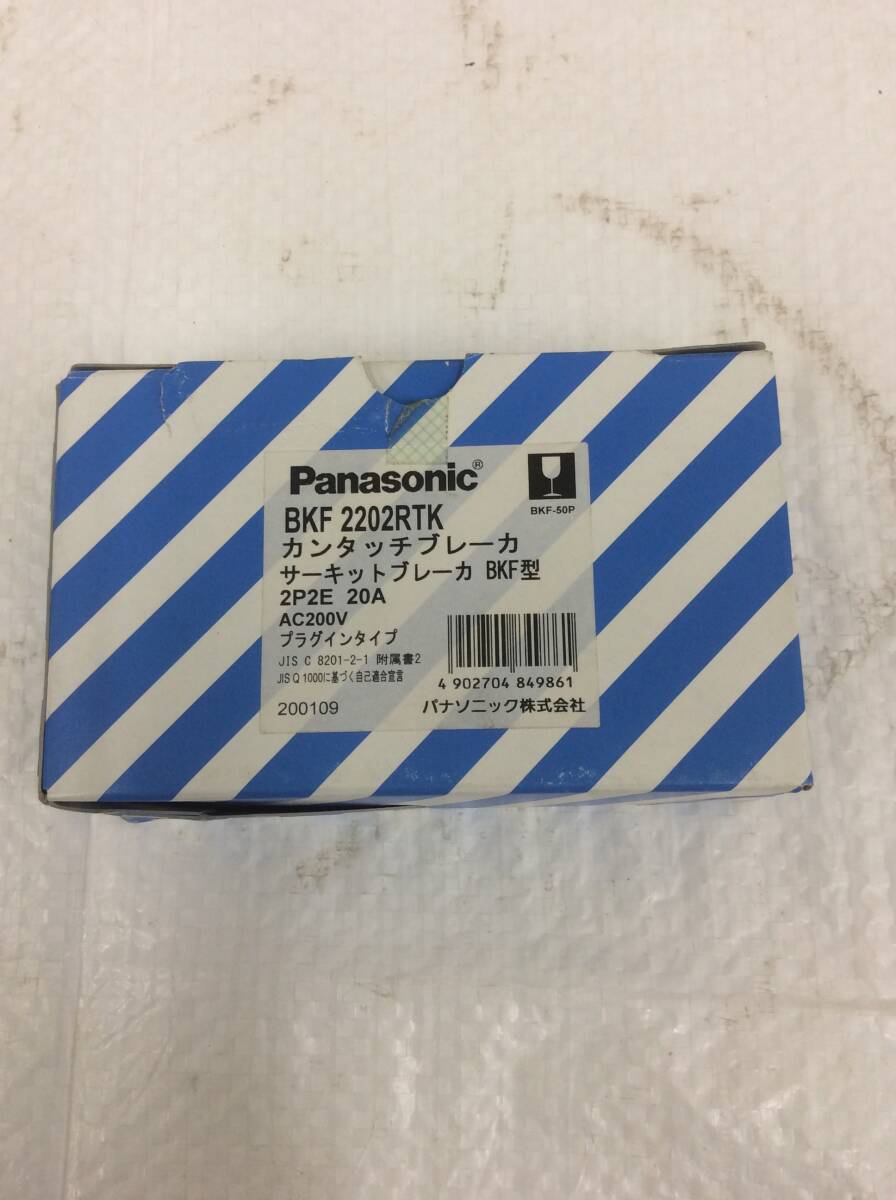 Panasonic®
BKF-50P
BKF 2202RTK
カンタッチブレーカ
サーキットブレーカ BKF型
2P2E 20A
AC200V
プラグインタイプ
JIS C 8201-2-1 附属書2
JIS Q 1000に基づく自己適合宣言
4 902704 849861
200109
パナソニック株式会社